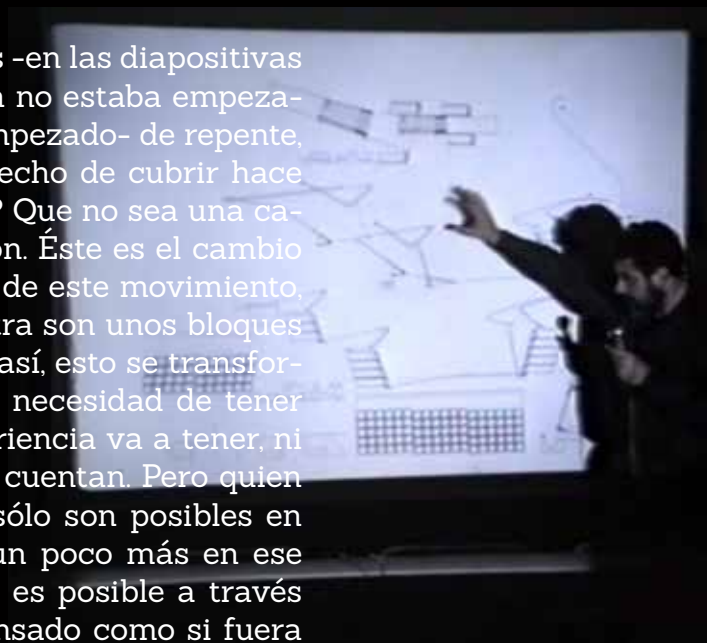 s -en las diapositivas
no estaba empeza-
mpezado- de repente,
echo de cubrir hace
? Que no sea una ca-
ón. Éste es el cambio
de este movimiento,
ra son unos bloques
así, esto se transfor-
necesidad de tener
riencia va a tener, ni
cuentan. Pero quien
sólo son posibles en
un poco más en ese
es posible a través
nsado como si fuera